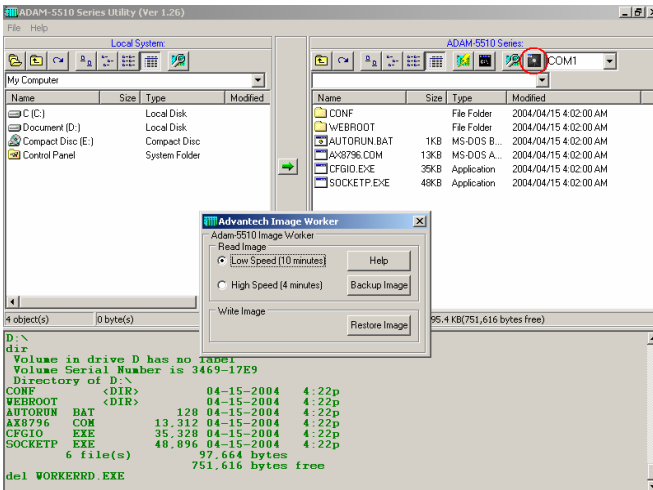 ADAM-5510 Series Utility (Ver 1.26)
File Help
Local System:
My Computer
Name Size Type Modified
C (C:) Local Disk
Document (D:) Local Disk
Compact Disc (E:) Compact Disc
Control Panel System Folder
4 object(s) 0 byte(s)
ADAM-5510 Series:
COM1
Name Size Type Modified
CONF File Folder 2004/04/15 4:02:00 AM
WEBROOT File Folder 2004/04/15 4:02:00 AM
AUTORUN.BAT 1KB MS-DOS B... 2004/04/15 4:02:00 AM
AX8796.COM 13KB MS-DOS A... 2004/04/15 4:02:00 AM
CFGIO.EXE 35KB Application 2004/04/15 4:02:00 AM
SOCKETP.EXE 48KB Application 2004/04/15 4:02:00 AM
95.4 KB(751,616 bytes free)
Advantech Image Worker
Adam-5510 Image Worker
Read Image
Low Speed (10 minutes) Help
High Speed (4 minutes) Backup Image
Write Image
Restore Image
D:\
dir
Volume in drive D has no label
Volume Serial Number is 3469-17E9
Directory of D:\
CONF <DIR> 04-15-2004 4:22p
WEBROOT <DIR> 04-15-2004 4:22p
AUTORUN BAT 128 04-15-2004 4:22p
AX8796 COM 13,312 04-15-2004 4:22p
CFGIO EXE 35,328 04-15-2004 4:22p
SOCKETP EXE 48,896 04-15-2004 4:22p
6 file(s) 97,664 bytes
751,616 bytes free
del WORKERRD.EXE